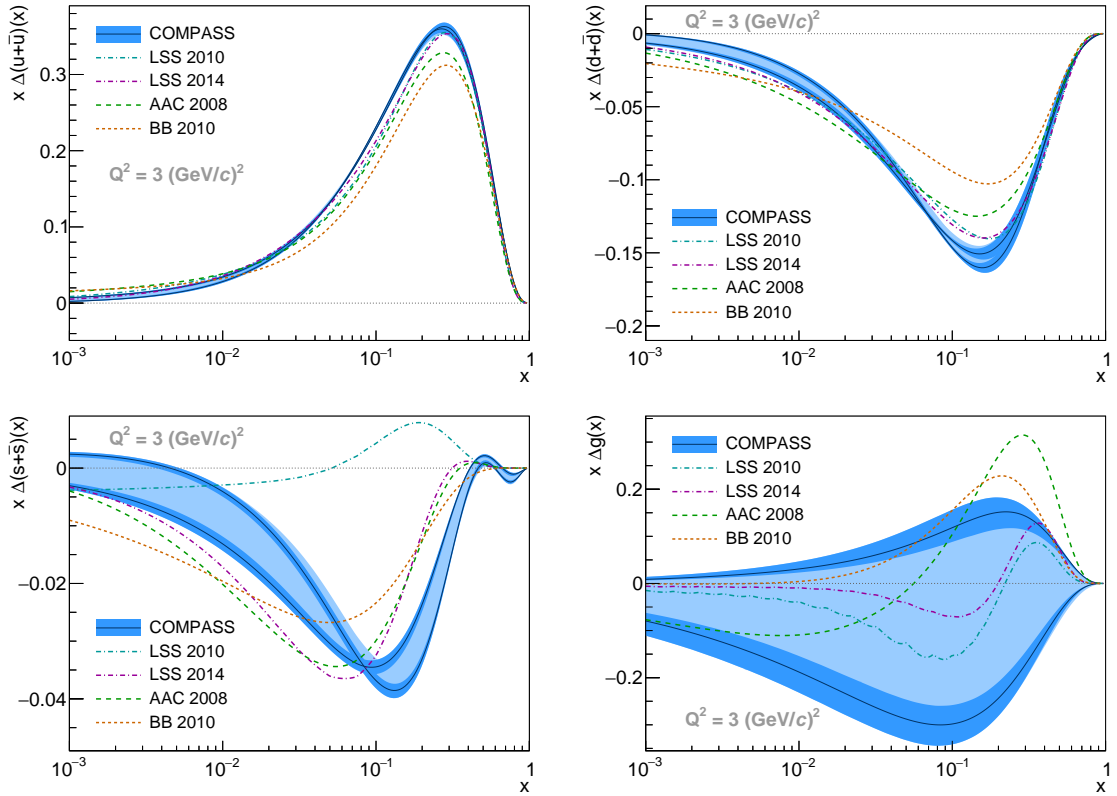 x Δ(u+ū)(x)
COMPASS
LSS 2010
LSS 2014
AAC 2008
BB 2010
Q² = 3 (GeV/c)²
0.3
0.2
0.1
0
10⁻³ 10⁻² 10⁻¹ 1
x
x Δ(d+d̄)(x)
Q² = 3 (GeV/c)²
0
−0.05
−0.1
−0.15
−0.2
COMPASS
LSS 2010
LSS 2014
AAC 2008
BB 2010
10⁻³ 10⁻² 10⁻¹ 1
x
x Δ(s+s̄)(x)
Q² = 3 (GeV/c)²
0
−0.02
−0.04
COMPASS
LSS 2010
LSS 2014
AAC 2008
BB 2010
10⁻³ 10⁻² 10⁻¹ 1
x
x Δg(x)
COMPASS
LSS 2010
LSS 2014
AAC 2008
BB 2010
0.2
0
−0.2
Q² = 3 (GeV/c)²
10⁻³ 10⁻² 10⁻¹ 1
x